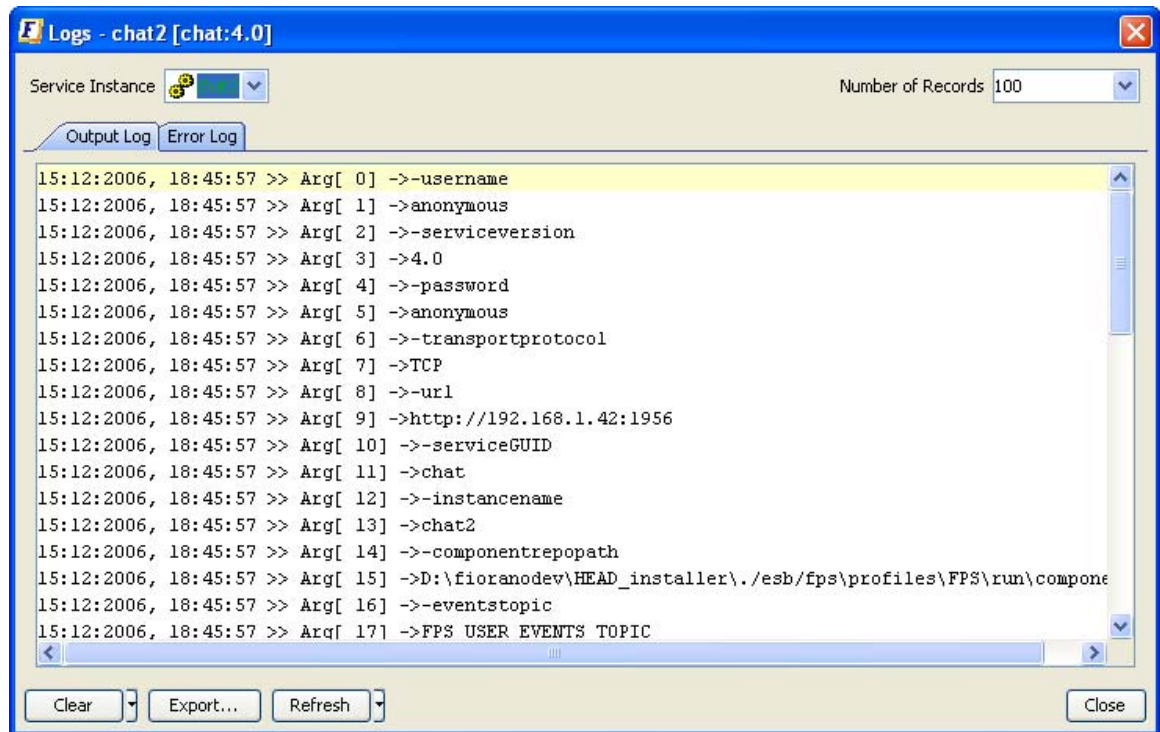 Logs - chat2 [chat:4.0]
Service Instance
Number of Records 100
Output Log Error Log
15:12:2006, 18:45:57 >> Arg[ 0] ->-username
15:12:2006, 18:45:57 >> Arg[ 1] ->anonymous
15:12:2006, 18:45:57 >> Arg[ 2] ->-serviceversion
15:12:2006, 18:45:57 >> Arg[ 3] ->4.0
15:12:2006, 18:45:57 >> Arg[ 4] ->-password
15:12:2006, 18:45:57 >> Arg[ 5] ->anonymous
15:12:2006, 18:45:57 >> Arg[ 6] ->-transportprotocol
15:12:2006, 18:45:57 >> Arg[ 7] ->TCP
15:12:2006, 18:45:57 >> Arg[ 8] ->-url
15:12:2006, 18:45:57 >> Arg[ 9] ->http://192.168.1.42:1956
15:12:2006, 18:45:57 >> Arg[ 10] ->-serviceGUID
15:12:2006, 18:45:57 >> Arg[ 11] ->chat
15:12:2006, 18:45:57 >> Arg[ 12] ->-instancename
15:12:2006, 18:45:57 >> Arg[ 13] ->chat2
15:12:2006, 18:45:57 >> Arg[ 14] ->-componentrepopath
15:12:2006, 18:45:57 >> Arg[ 15] ->D:\fioranodev\HEAD_installer\./esb/fps\profiles\FPS\run\compone
15:12:2006, 18:45:57 >> Arg[ 16] ->-eventstopic
15:12:2006, 18:45:57 >> Arg[ 17] ->FPS_USER_EVENTS_TOPIC
Clear Export... Refresh Close